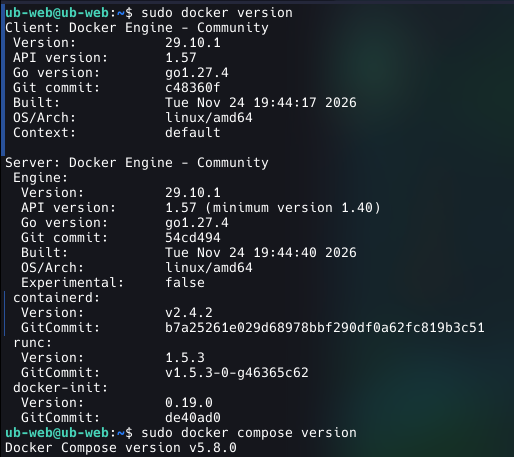 ub-web@ub-web:~$ sudo docker version
Client: Docker Engine - Community
 Version:           29.10.1
 API version:       1.57
 Go version:        go1.27.4
 Git commit:        c48360f
 Built:             Tue Nov 24 19:44:17 2026
 OS/Arch:           linux/amd64
 Context:           default

Server: Docker Engine - Community
 Engine:
  Version:          29.10.1
  API version:      1.57 (minimum version 1.40)
  Go version:       go1.27.4
  Git commit:       54cd494
  Built:            Tue Nov 24 19:44:40 2026
  OS/Arch:          linux/amd64
  Experimental:     false
 containerd:
  Version:          v2.4.2
  GitCommit:        b7a25261e029d68978bbf290df0a62fc819b3c51
 runc:
  Version:          1.5.3
  GitCommit:        v1.5.3-0-g46365c62
 docker-init:
  Version:          0.19.0
  GitCommit:        de40ad0
ub-web@ub-web:~$ sudo docker compose version
Docker Compose version v5.8.0